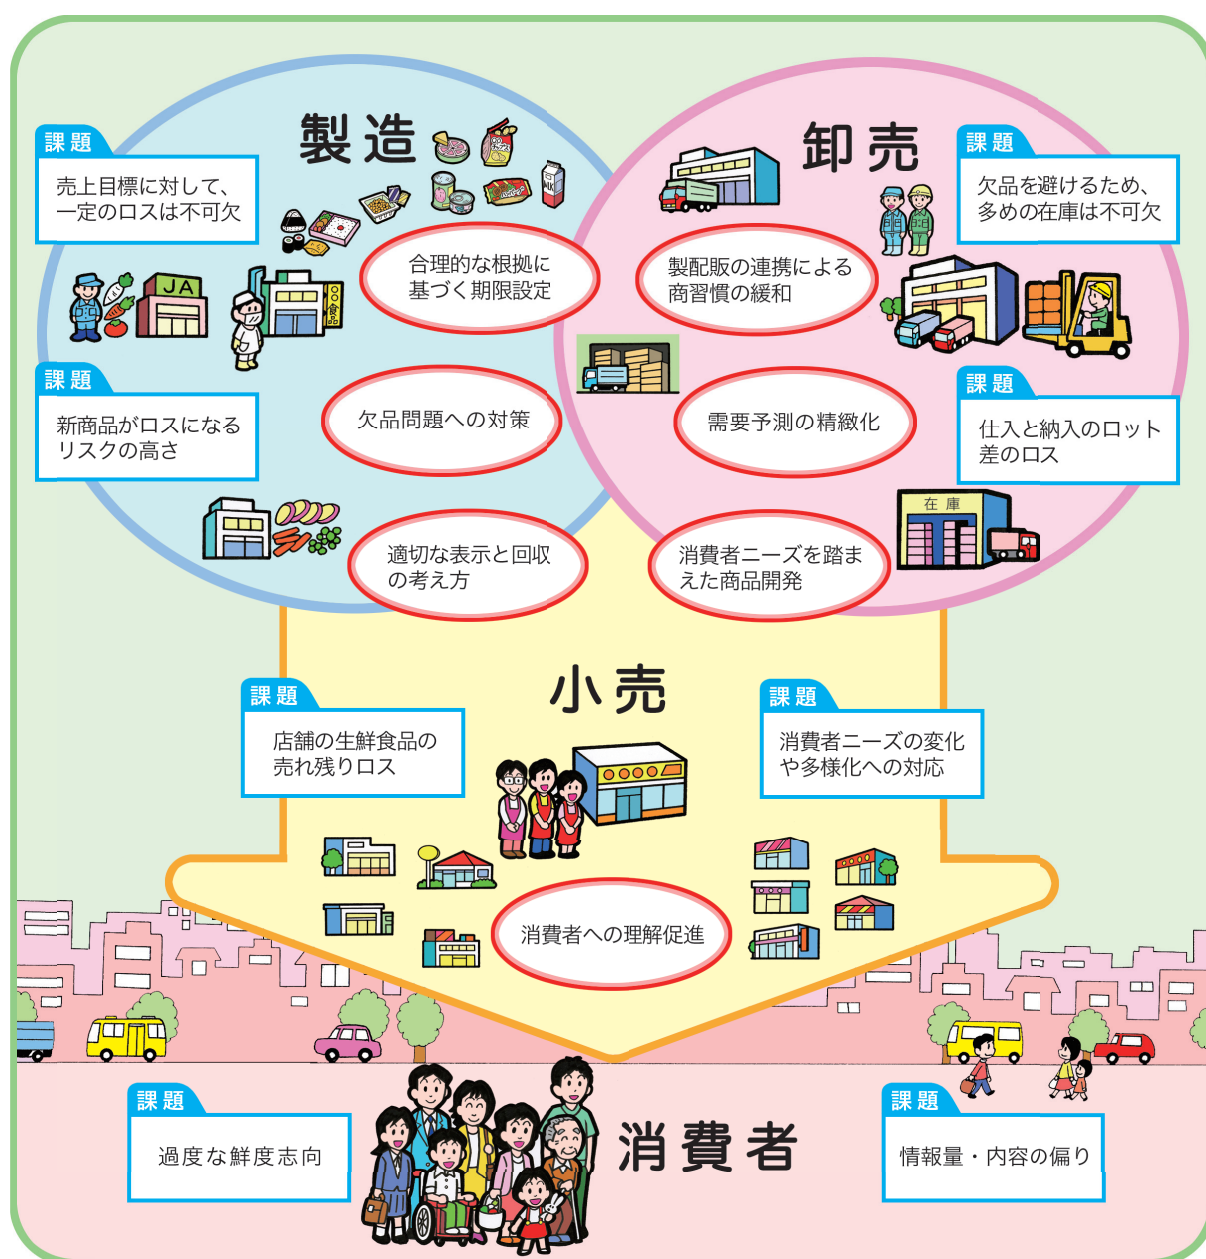 製造
卸売
課題
売上目標に対して、
一定のロスは不可欠
課題
欠品を避けるため、
多めの在庫は不可欠
MILK
合理的な根拠に
基づく期限設定
製配販の連携による
商習慣の緩和
JA
○○食品
課題
新商品がロスになる
リスクの高さ
欠品問題への対策
需要予測の精緻化
課題
仕入と納入のロット
差のロス
在庫
適切な表示と回収
の考え方
消費者ニーズを踏ま
えた商品開発
小売
課題
店舗の生鮮食品の
売れ残りロス
課題
消費者ニーズの変化
や多様化への対応
消費者への理解促進
課題
過度な鮮度志向
消費者
課題
情報量・内容の偏り